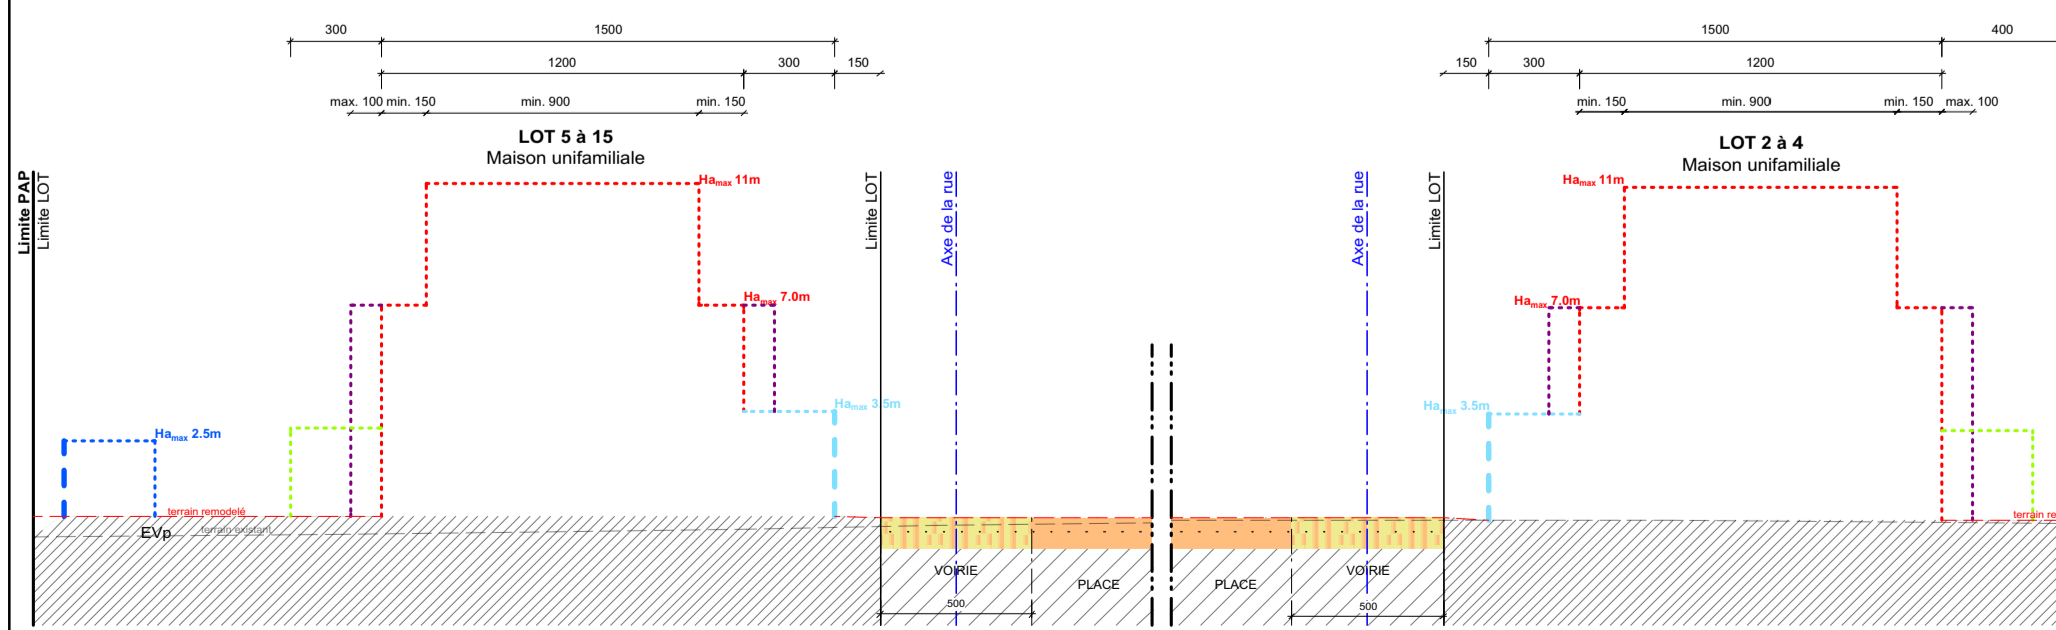 300
1500
1500
400
1200
300
150
150
300
1200
max. 100
min. 150
min. 900
min. 150
min. 150
min. 900
min. 150
max. 100
LOT 5 à 15
Maison unifamiliale
LOT 2 à 4
Maison unifamiliale
Limite PAP
Limite LOT
Hamax 11m
Limite LOT
Axe de la rue
Axe de la rue
Limite LOT
Hamax 11m
Hamax 7.0m
Hamax 7.0m
Hamax 3.5m
Hamax 3.5m
Hamax 2.5m
terrain remodelé
terrain re
EVp
terrain existant
VOIRIE
PLACE
PLACE
VOIRIE
500
500